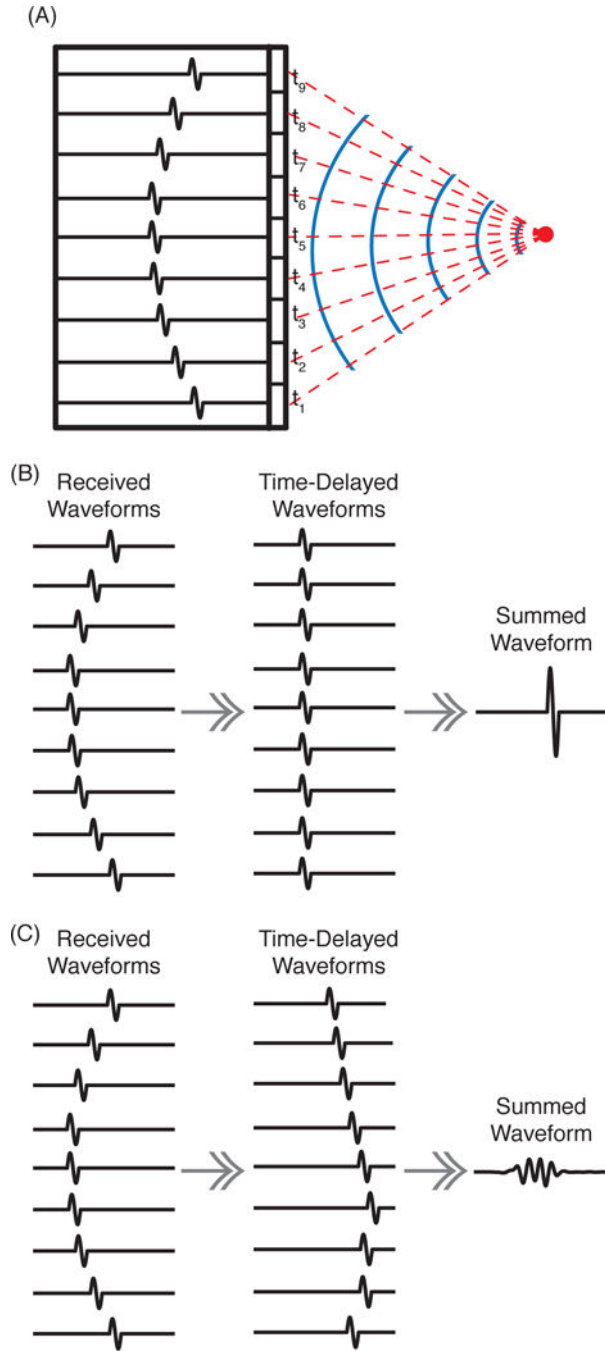 (A)
t9
t8
t7
t6
t5
t4
t3
t2
t1
(B)
Received
Waveforms
Time-Delayed
Waveforms
Summed
Waveform
(C)
Received
Waveforms
Time-Delayed
Waveforms
Summed
Waveform